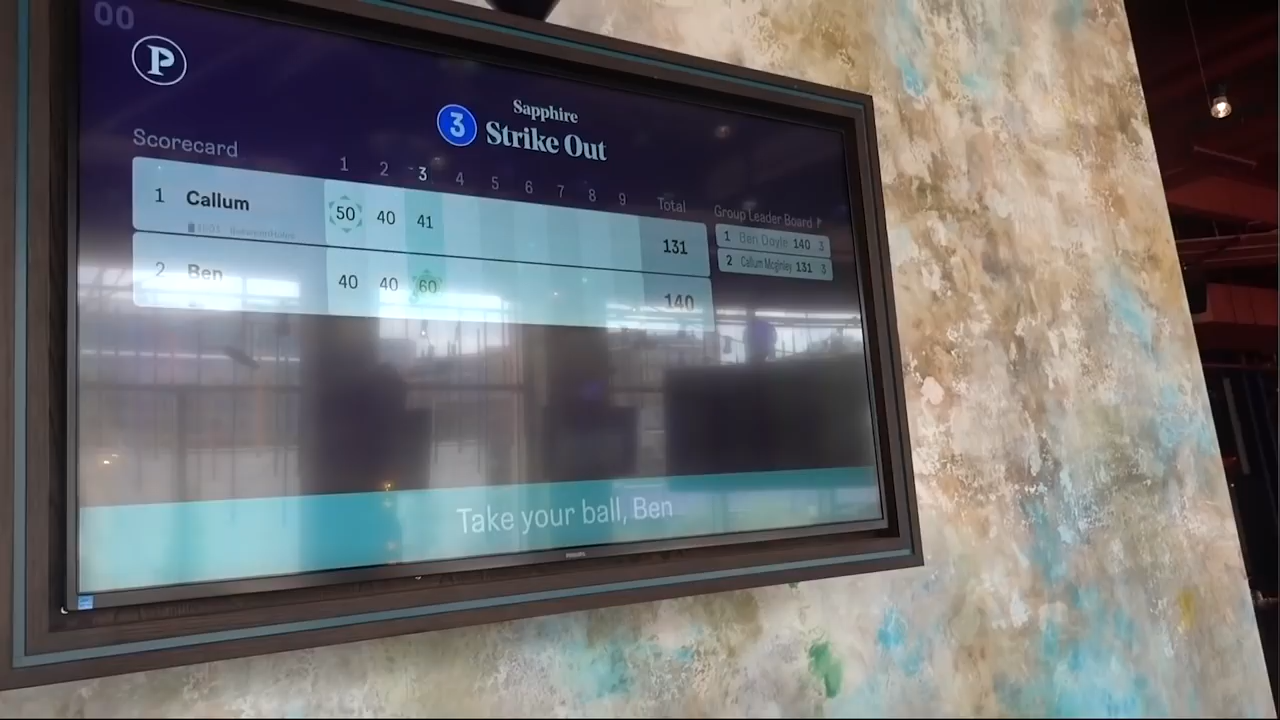 00
P
Sapphire
3 Strike Out
Scorecard
1 2 3 4 5 6 7 8 9 Total
1 Callum 50 40 41 131
2 Ben 40 40 60 140
Group Leader Board
1 Ben Doyle 140 3
2 Callum Mcginley 131 3
Take your ball, Ben
PHILIPS